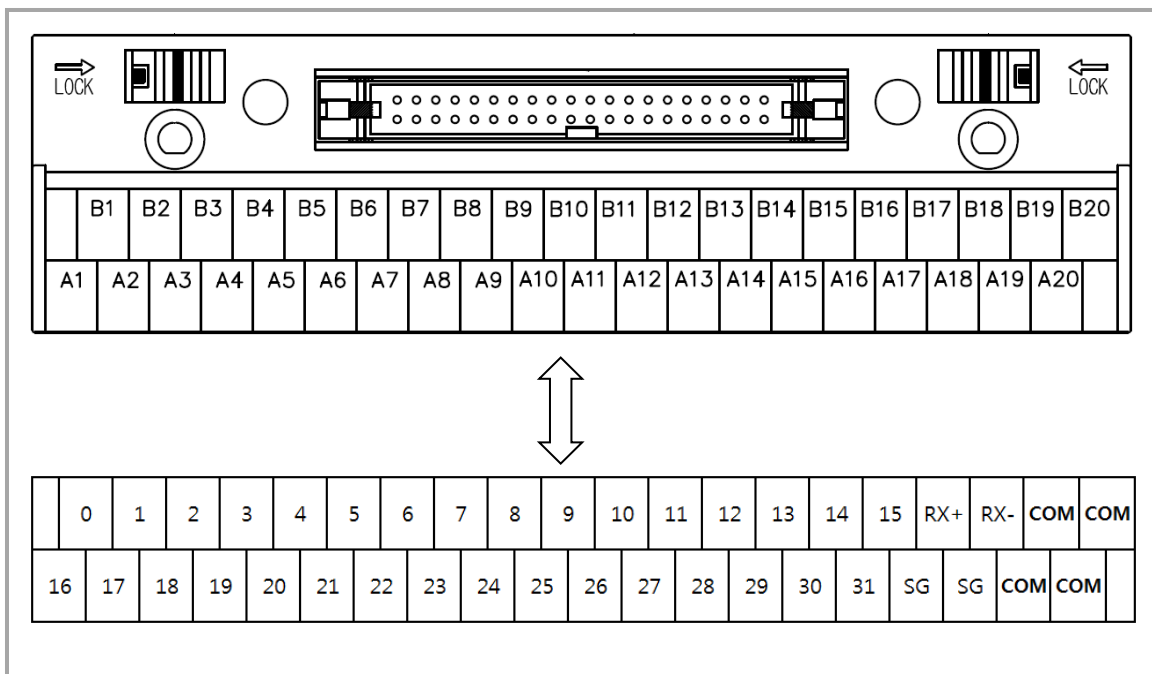 LOCK LOCK
B1 B2 B3 B4 B5 B6 B7 B8 B9 B10 B11 B12 B13 B14 B15 B16 B17 B18 B19 B20
A1 A2 A3 A4 A5 A6 A7 A8 A9 A10 A11 A12 A13 A14 A15 A16 A17 A18 A19 A20
0 1 2 3 4 5 6 7 8 9 10 11 12 13 14 15 RX+ RX- COM COM
16 17 18 19 20 21 22 23 24 25 26 27 28 29 30 31 SG SG COM COM